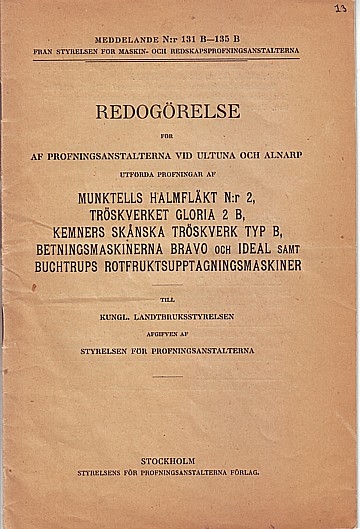 13
MEDDELANDE N:r 131 B—135 B
FRÅN STYRELSEN FÖR MASKIN- OCH REDSKAPSPROFNINGSANSTALTERNA
REDOGÖRELSE
FÖR
AF PROFNINGSANSTALTERNA VID ULTUNA OCH ALNARP
UTFÖRDA PROFNINGAR AF
MUNKTELLS HALMFLÄKT N:r 2,
TRÖSKVERKET GLORIA 2 B,
KEMNERS SKÅNSKA TRÖSKVERK TYP B,
BETNINGSMASKINERNA BRAVO OCH IDEAL SAMT
BUCHTRUPS ROTFRUKTSUPPTAGNINGSMASKINER
TILL
KUNGL. LANDTBRUKSSTYRELSEN
AFGIFVEN AF
STYRELSEN FÖR PROFNINGSANSTALTERNA
STOCKHOLM
STYRELSENS FÖR PROFNINGSANSTALTERNA FÖRLAG.